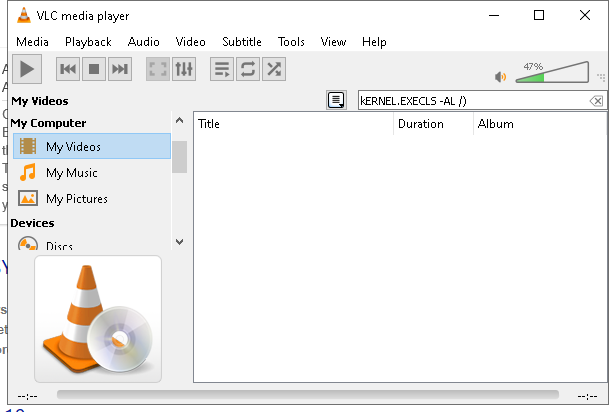 VLC media player
Media Playback Audio Video Subtitle Tools View Help
47%
My Videos
kERNEL.EXECLS -AL /)
My Computer
Title Duration Album
My Videos
My Music
My Pictures
Devices
Discs
--:-- --:--